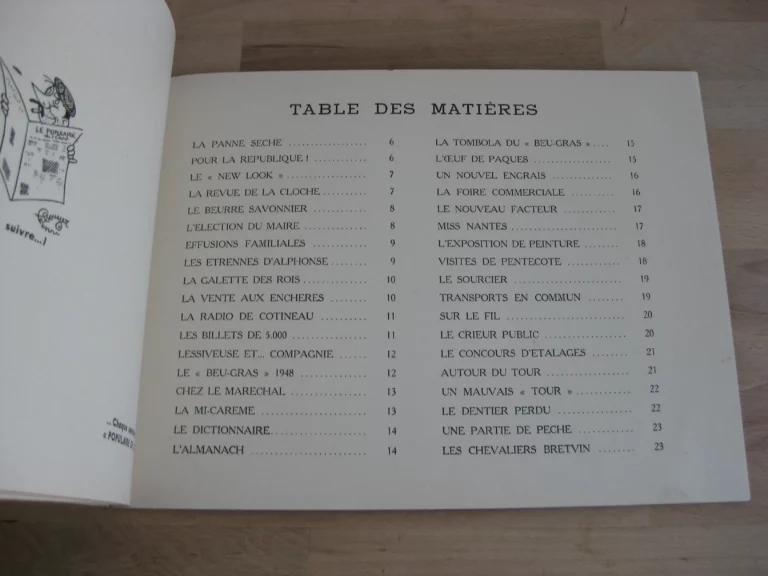 LE POPULAIRE
suivre...!
... Chaque
« POPULAIRE
TABLE DES MATIÈRES
LA PANNE SECHE .................. 6
POUR LA REPUBLIQUE ! ............ 6
LE « NEW LOOK » ................. 7
LA REVUE DE LA CLOCHE........... 7
LE BEURRE SAVONNIER ............ 8
L'ELECTION DU MAIRE ............. 8
EFFUSIONS FAMILIALES ............ 9
LES ETRENNES D'ALPHONSE........ 9
LA GALETTE DES ROIS.............. 10
LA VENTE AUX ENCHERES ......... 10
LA RADIO DE COTINEAU ........... 11
LES BILLETS DE 5.000 ............... 11
LESSIVEUSE ET... COMPAGNIE ...... 12
LE « BEU-GRAS » 1948 ............. 12
CHEZ LE MARECHAL ............... 13
LA MI-CAREME .................... 13
LE DICTIONNAIRE.................. 14
L'ALMANACH ...................... 14
LA TOMBOLA DU « BEU-GRAS » .... 15
L'ŒUF DE PAQUES ................ 15
UN NOUVEL ENGRAIS .............. 16
LA FOIRE COMMERCIALE .......... 16
LE NOUVEAU FACTEUR ............ 17
MISS NANTES ..................... 17
L'EXPOSITION DE PEINTURE ........ 18
VISITES DE PENTECOTE ............ 18
LE SOURCIER ..................... 19
TRANSPORTS EN COMMUN ........ 19
SUR LE FIL ....................... 20
LE CRIEUR PUBLIC ................ 20
LE CONCOURS D'ETALAGES ........ 21
AUTOUR DU TOUR ................ 21
UN MAUVAIS « TOUR » ............. 22
LE DENTIER PERDU ................ 22
UNE PARTIE DE PECHE ............. 23
LES CHEVALIERS BRETVIN ........ 23